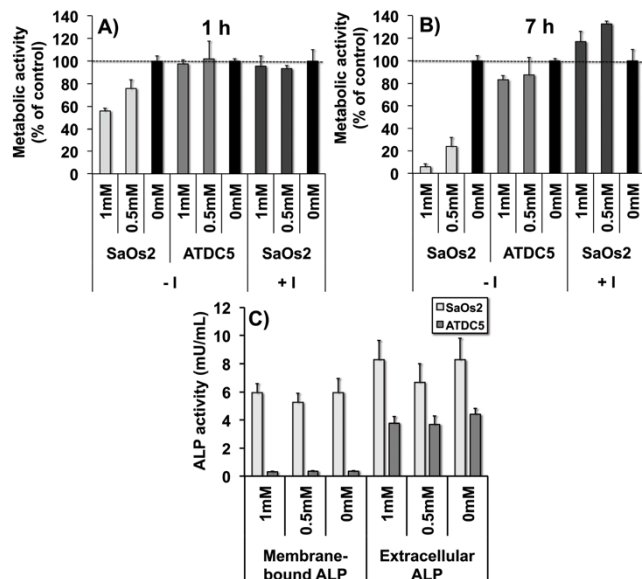 A)
1 h
Metabolic activity
(% of control)
140
120
100
80
60
40
20
0
1mM
0.5mM
0mM
1mM
0.5mM
0mM
1mM
0.5mM
0mM
SaOs2
ATDC5
SaOs2
- I
+ I
B)
7 h
Metabolic activity
(% of control)
140
120
100
80
60
40
20
0
1mM
0.5mM
0mM
1mM
0.5mM
0mM
1mM
0.5mM
0mM
SaOs2
ATDC5
SaOs2
- I
+ I
C)
SaOs2
ATDC5
ALP activity (mU/mL)
12
10
8
6
4
2
0
1mM
0.5mM
0mM
1mM
0.5mM
0mM
Membrane-
bound ALP
Extracellular
ALP